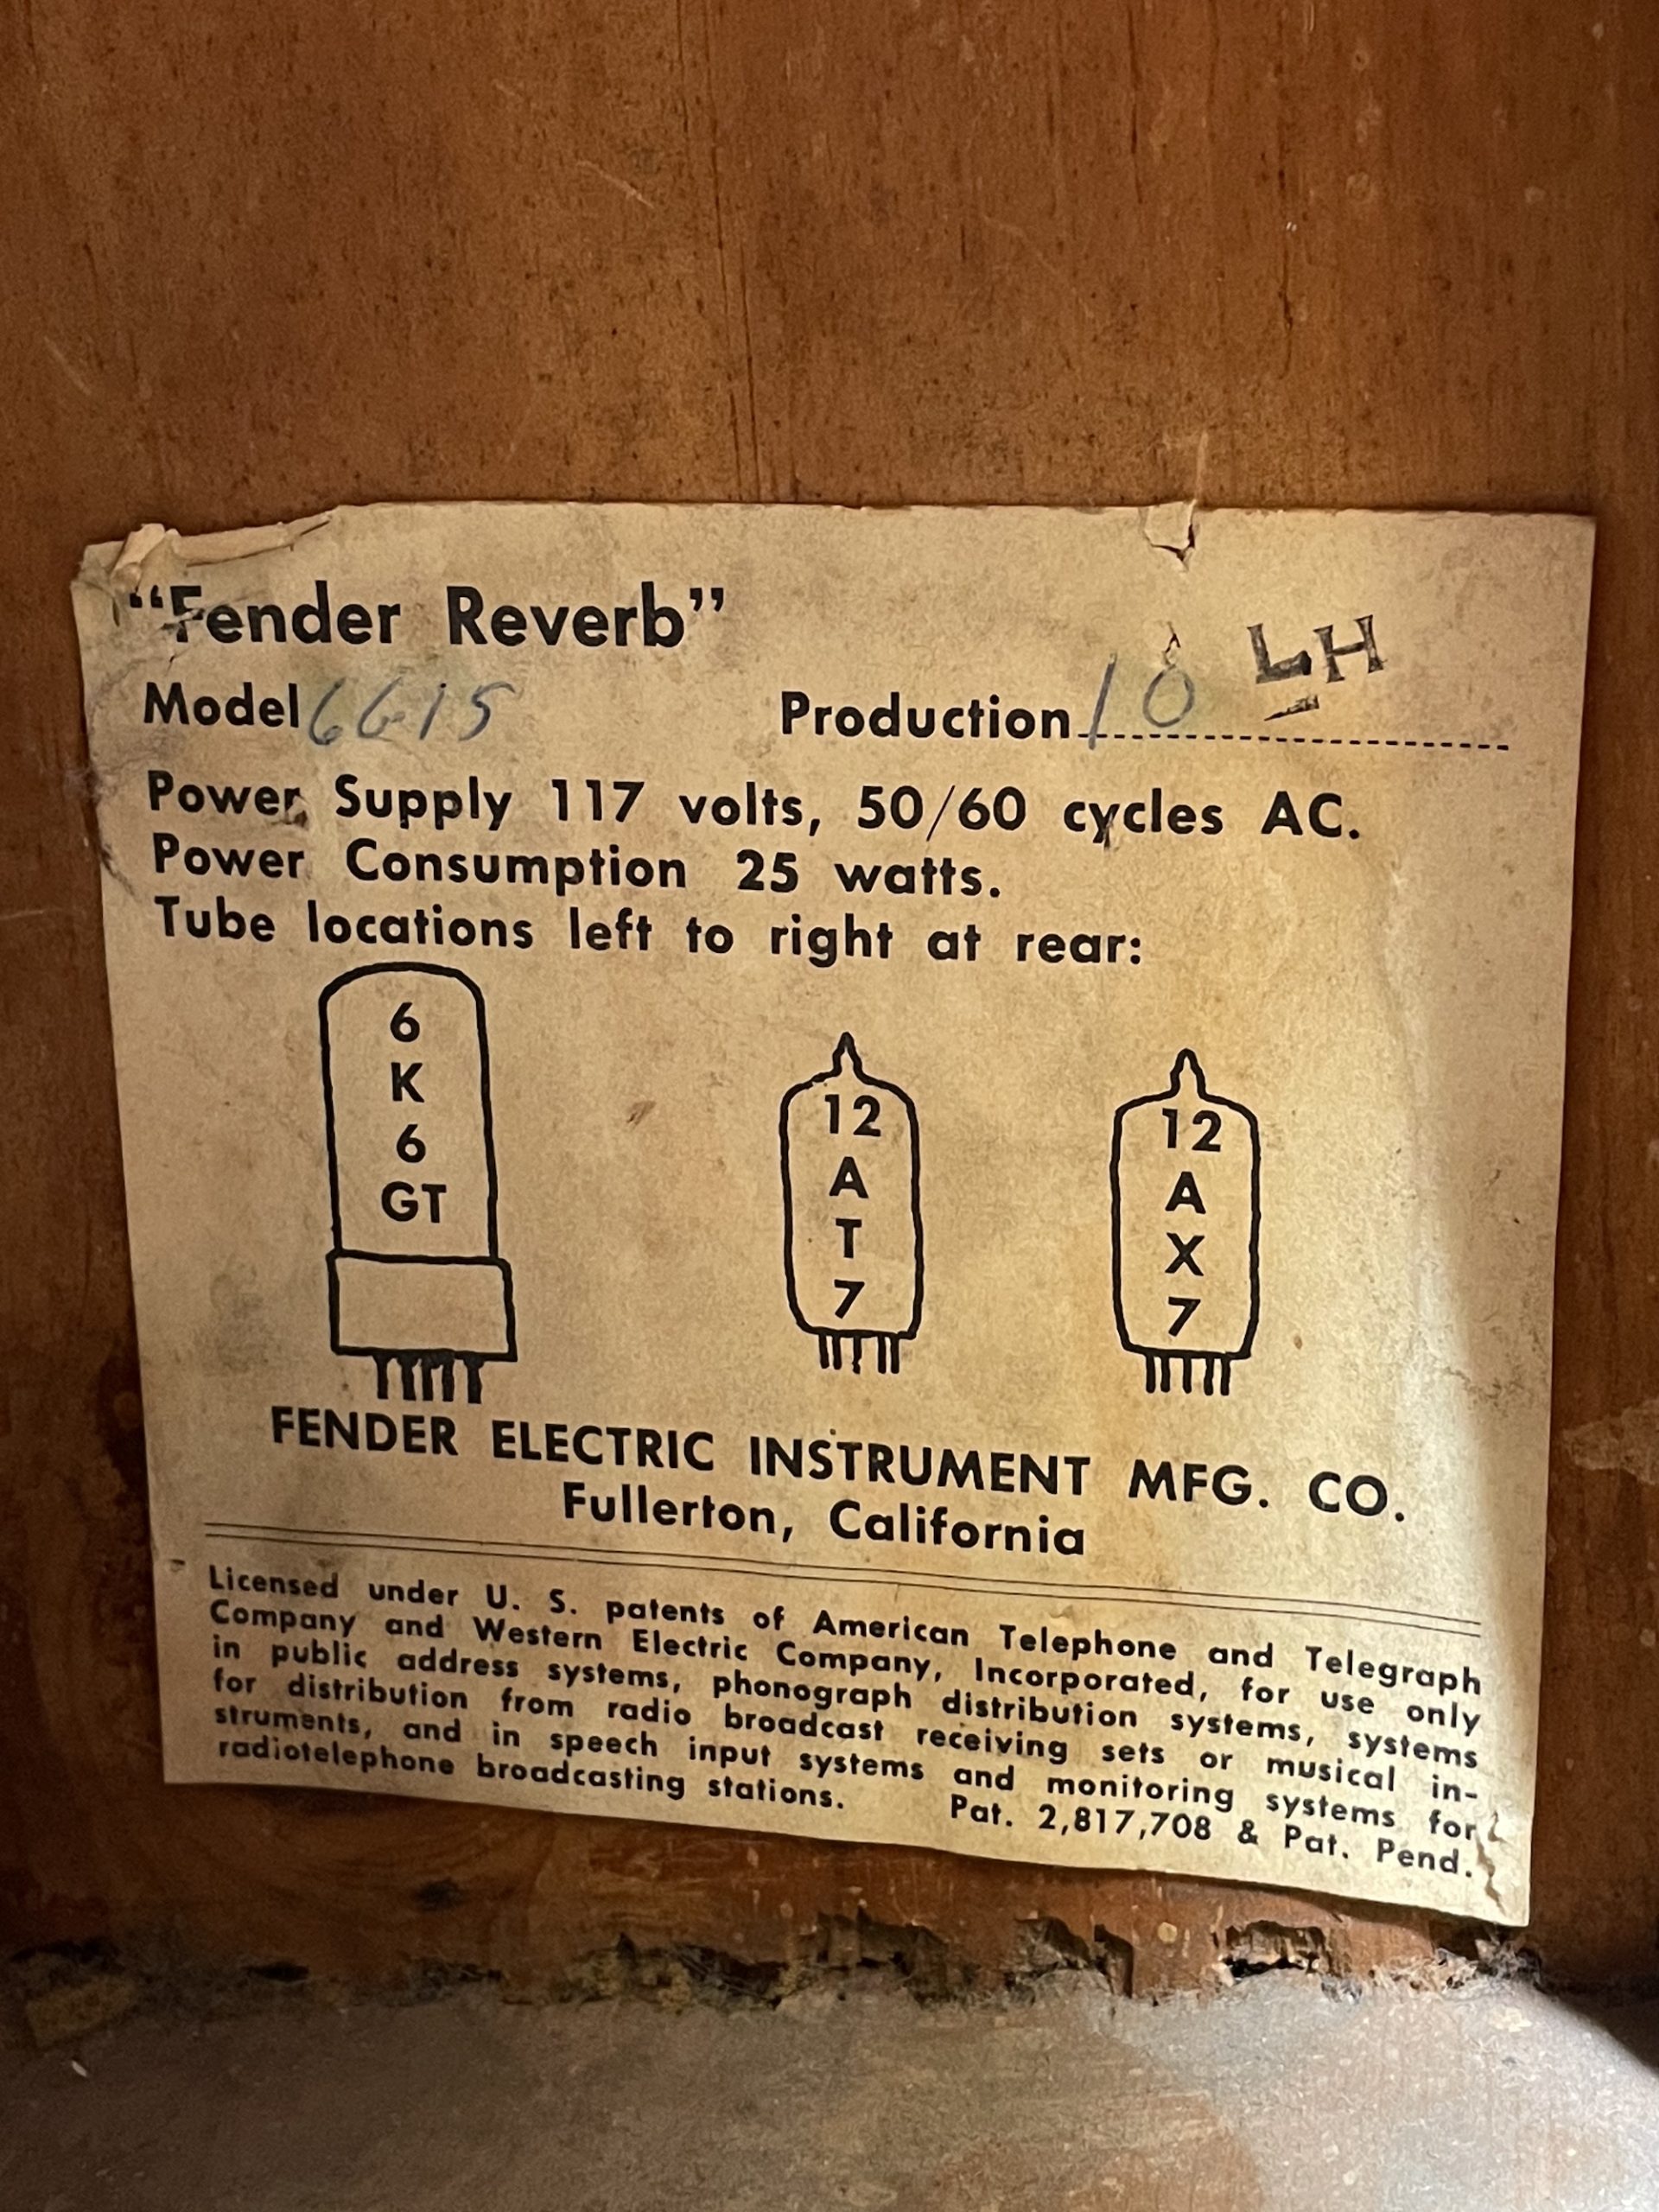 “Fender Reverb”
Model 6G15 Production 18 LH
Power Supply 117 volts, 50/60 cycles AC.
Power Consumption 25 watts.
Tube locations left to right at rear:
6
K
6
GT
12
A
T
7
12
A
X
7
FENDER ELECTRIC INSTRUMENT MFG. CO.
Fullerton, California
Licensed under U. S. patents of American Telephone and Telegraph
Company and Western Electric Company, Incorporated, for use only
in public address systems, phonograph distribution systems, systems
for distribution from radio broadcast receiving sets or musical in-
struments, and in speech input systems and monitoring systems for
radiotelephone broadcasting stations. Pat. 2,817,708 & Pat. Pend.